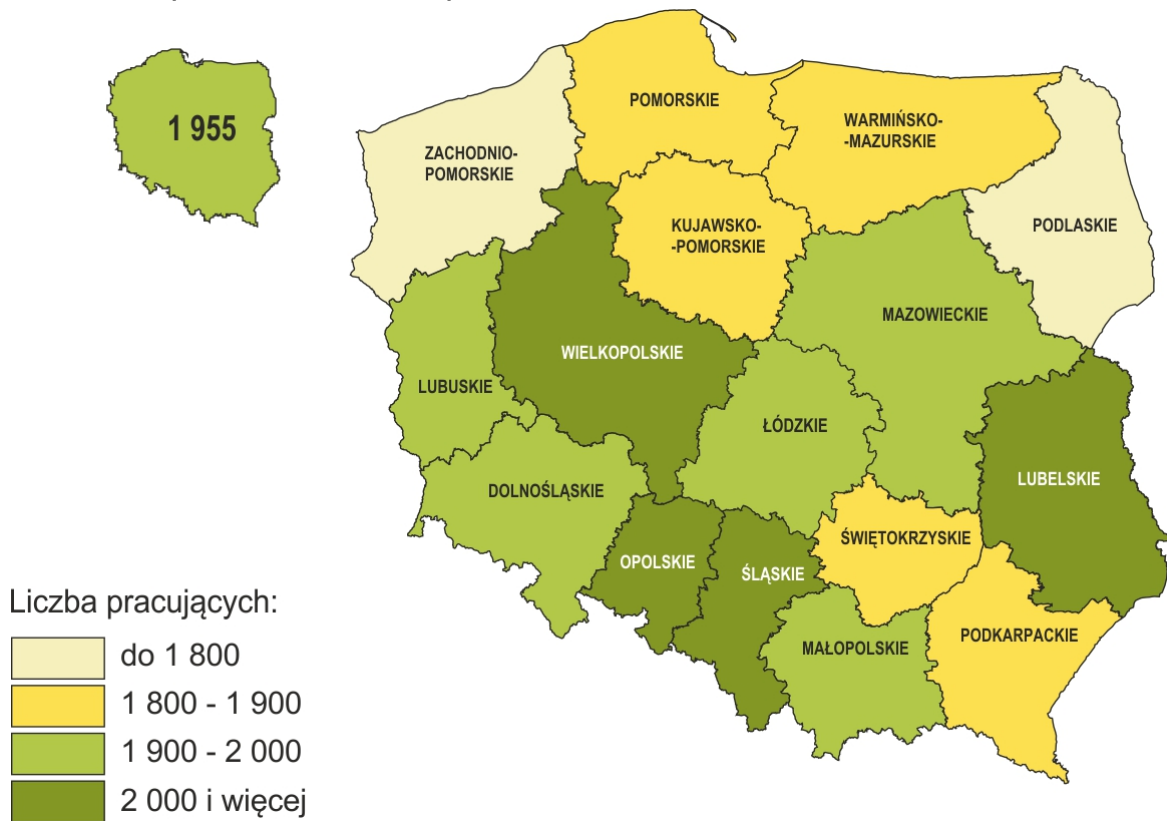 1 955
POMORSKIE
WARMIŃSKO-
-MAZURSKIE
ZACHODNIO-
POMORSKIE
KUJAWSKO-
-POMORSKIE
PODLASKIE
MAZOWIECKIE
WIELKOPOLSKIE
LUBUSKIE
ŁÓDZKIE
LUBELSKIE
DOLNOŚLĄSKIE
ŚWIĘTOKRZYSKIE
OPOLSKIE
ŚLĄSKIE
PODKARPACKIE
MAŁOPOLSKIE
Liczba pracujących:
do 1 800
1 800 - 1 900
1 900 - 2 000
2 000 i więcej